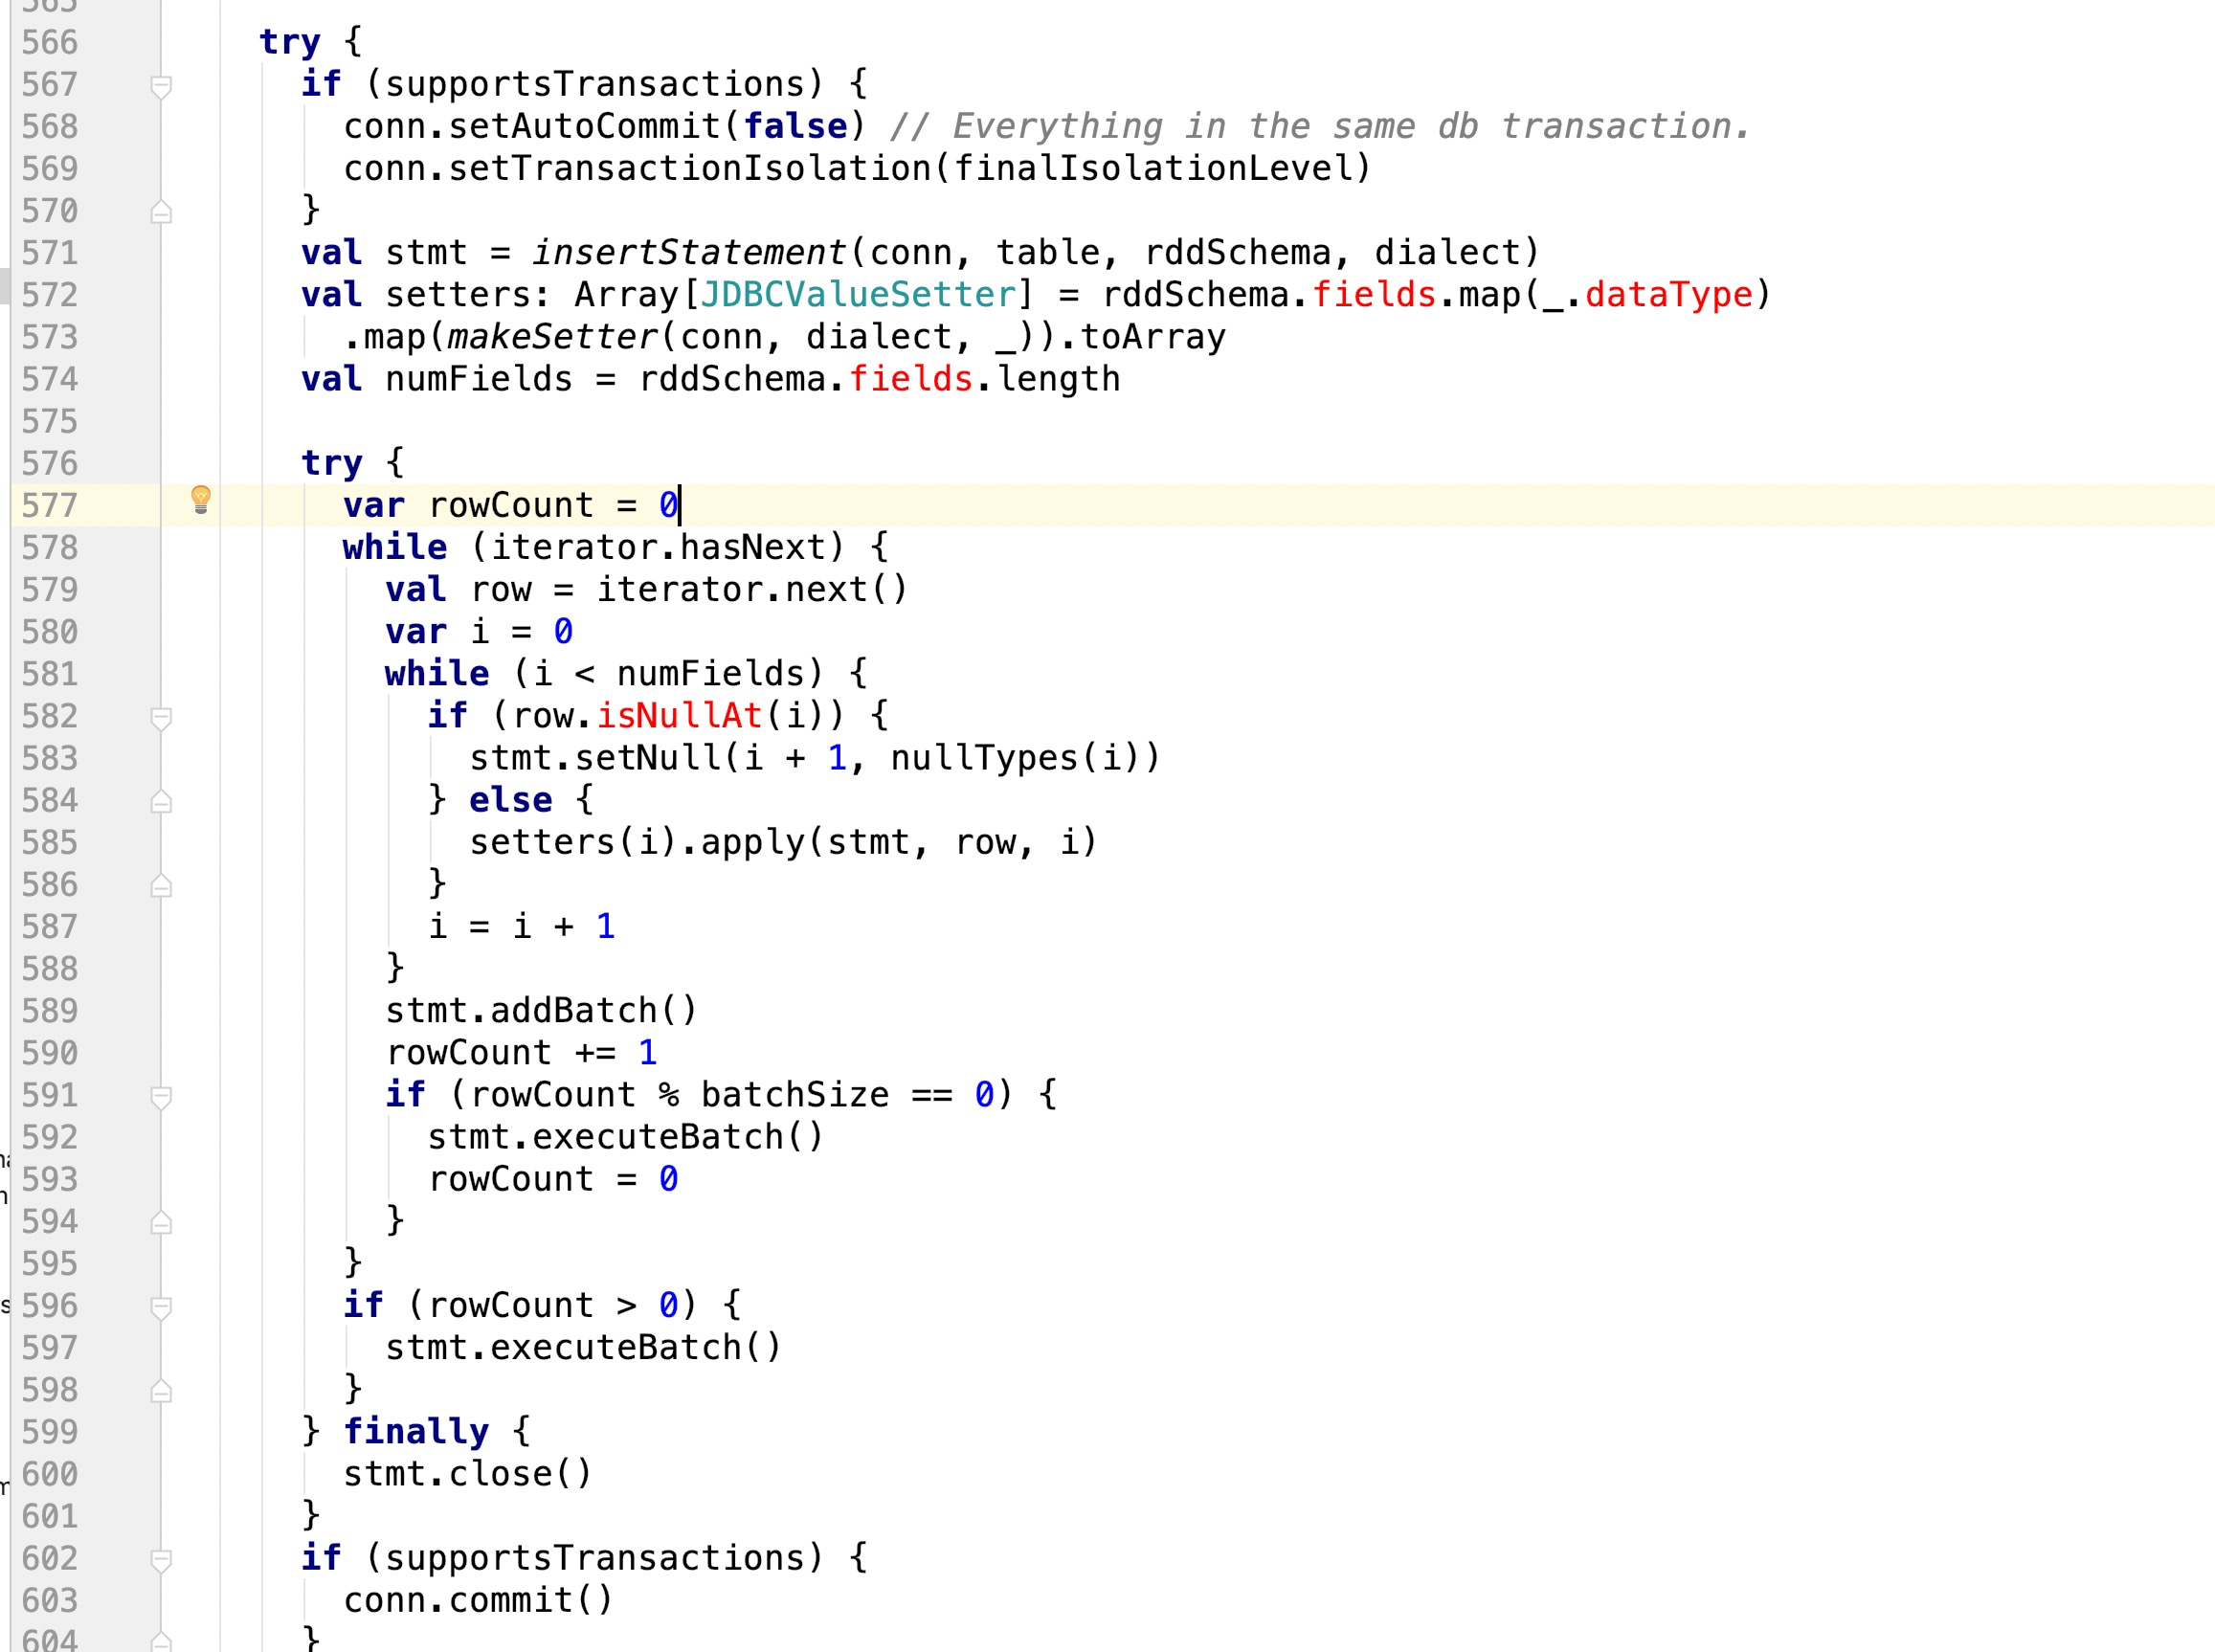 565
566 try {
567 if (supportsTransactions) {
568 conn.setAutoCommit(false) // Everything in the same db transaction.
569 conn.setTransactionIsolation(finalIsolationLevel)
570 }
571 val stmt = insertStatement(conn, table, rddSchema, dialect)
572 val setters: Array[JDBCValueSetter] = rddSchema.fields.map(_.dataType)
573 .map(makeSetter(conn, dialect, _)).toArray
574 val numFields = rddSchema.fields.length
575
576 try {
577 var rowCount = 0
578 while (iterator.hasNext) {
579 val row = iterator.next()
580 var i = 0
581 while (i < numFields) {
582 if (row.isNullAt(i)) {
583 stmt.setNull(i + 1, nullTypes(i))
584 } else {
585 setters(i).apply(stmt, row, i)
586 }
587 i = i + 1
588 }
589 stmt.addBatch()
590 rowCount += 1
591 if (rowCount % batchSize == 0) {
592 stmt.executeBatch()
593 rowCount = 0
594 }
595 }
596 if (rowCount > 0) {
597 stmt.executeBatch()
598 }
599 } finally {
600 stmt.close()
601 }
602 if (supportsTransactions) {
603 conn.commit()
604 }